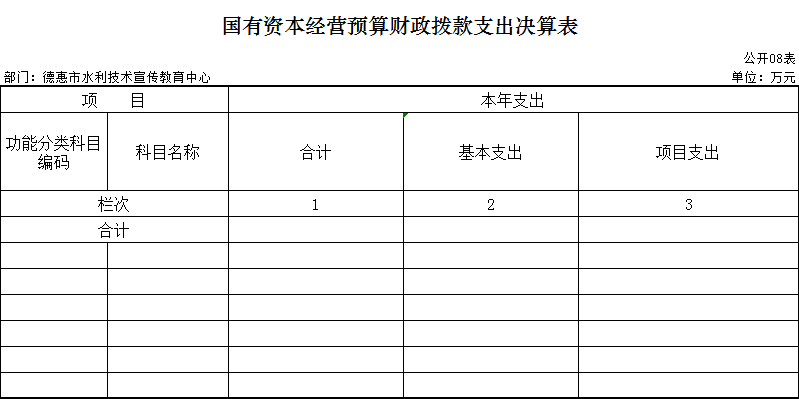 国有资本经营预算财政拨款支出决算表
公开08表
部门：德惠市水利技术宣传教育中心 单位：万元
项 目 本年支出
功能分类科目编码 科目名称 合计 基本支出 项目支出
栏次 1 2 3
合计